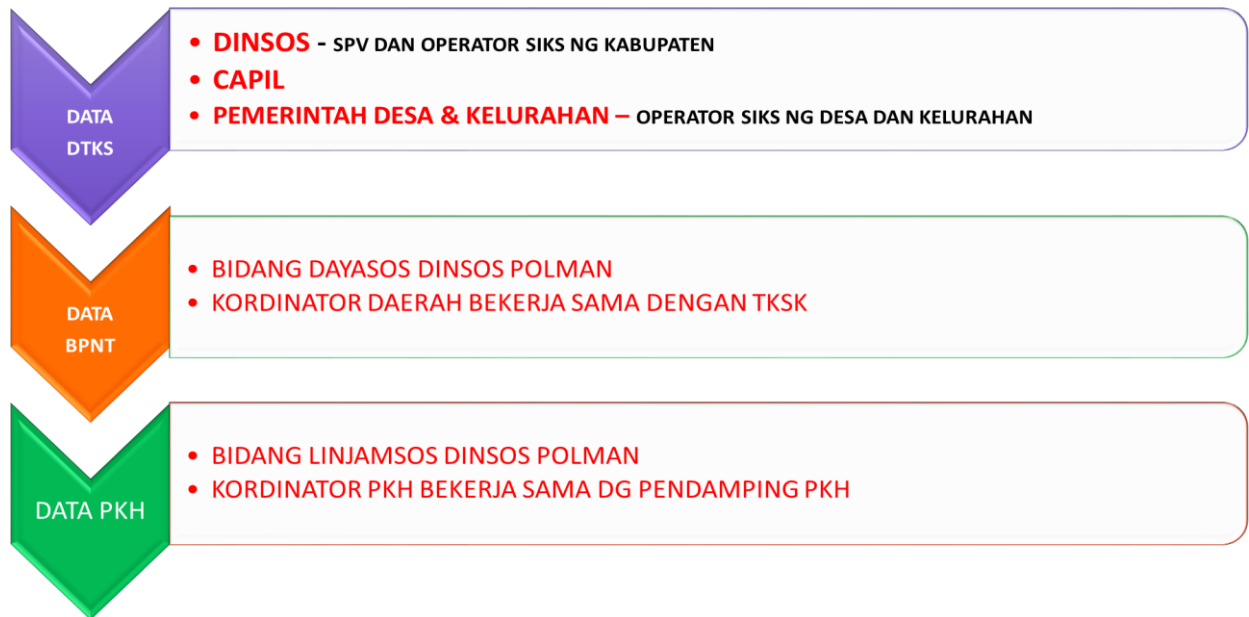 DATA
DTKS
• DINSOS - SPV DAN OPERATOR SIKS NG KABUPATEN
• CAPIL
• PEMERINTAH DESA & KELURAHAN – OPERATOR SIKS NG DESA DAN KELURAHAN
DATA
BPNT
• BIDANG DAYASOS DINSOS POLMAN
• KORDINATOR DAERAH BEKERJA SAMA DENGAN TKSK
DATA PKH
• BIDANG LINJAMSOS DINSOS POLMAN
• KORDINATOR PKH BEKERJA SAMA DG PENDAMPING PKH